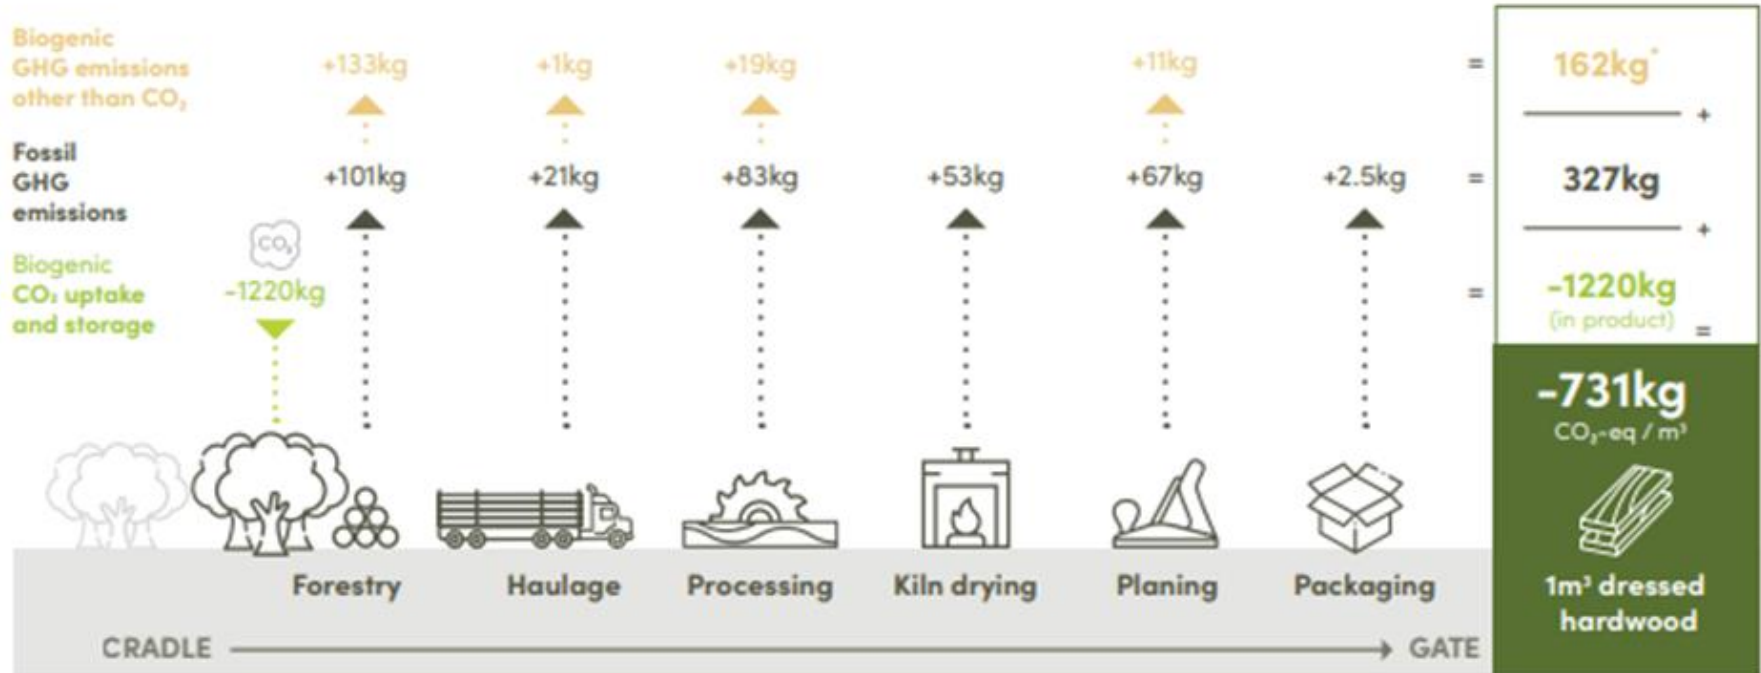 Biogenic
GHG emissions
other than CO₂
+133kg
+1kg
+19kg
+11kg
=
162kg*
+
Fossil
GHG
emissions
+101kg
+21kg
+83kg
+53kg
+67kg
+2.5kg
=
327kg
+
CO₂
Biogenic
CO₂ uptake
and storage
-1220kg
=
-1220kg
(in product)
=
-731kg
CO₂-eq / m³
Forestry
Haulage
Processing
Kiln drying
Planing
Packaging
1m³ dressed
hardwood
CRADLE
GATE